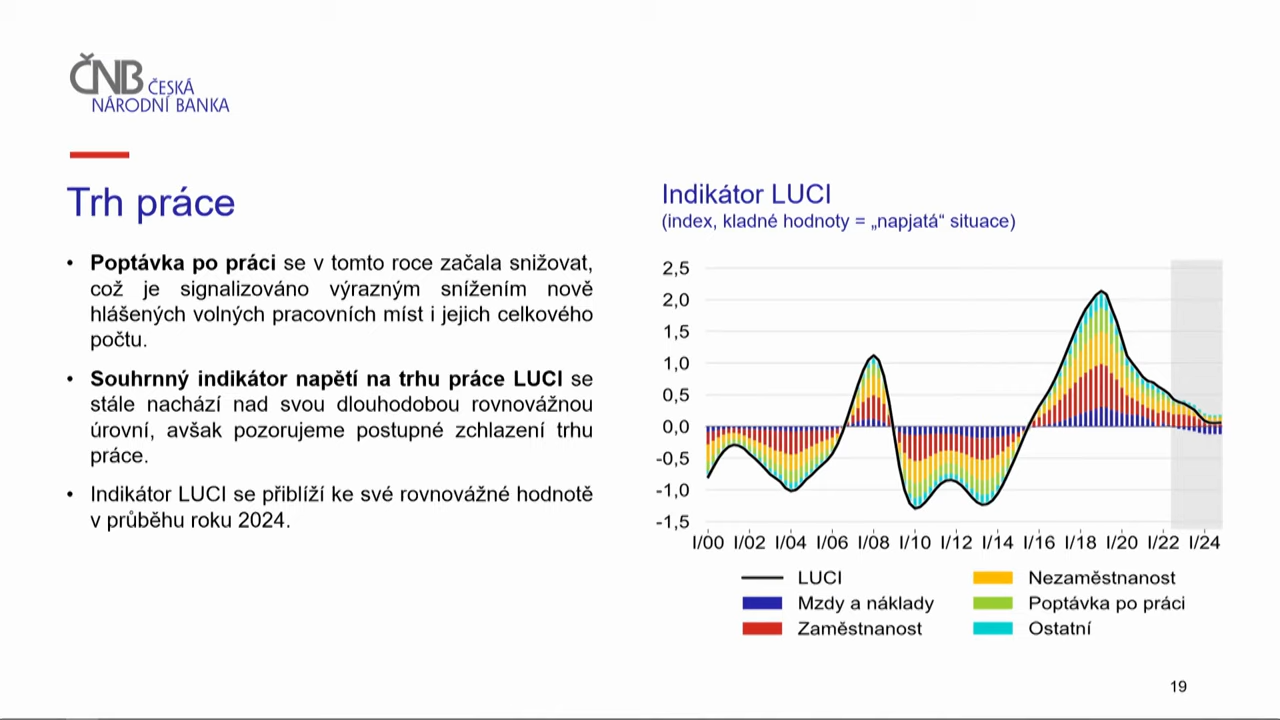 ČNB ČESKÁ
NÁRODNÍ BANKA
Trh práce
• Poptávka po práci se v tomto roce začala snižovat,
což je signalizováno výrazným snížením nově
hlášených volných pracovních míst i jejich celkového
počtu.
• Souhrnný indikátor napětí na trhu práce LUCI se
stále nachází nad svou dlouhodobou rovnovážnou
úrovní, avšak pozorujeme postupné zchlazení trhu
práce.
• Indikátor LUCI se přiblíží ke své rovnovážné hodnotě
v průběhu roku 2024.
Indikátor LUCI
(index, kladné hodnoty = „napjatá“ situace)
2,5
2,0
1,5
1,0
0,5
0,0
-0,5
-1,0
-1,5
I/00 I/02 I/04 I/06 I/08 I/10 I/12 I/14 I/16 I/18 I/20 I/22 I/24
LUCI
Mzdy a náklady
Zaměstnanost
Nezaměstnanost
Poptávka po práci
Ostatní
19